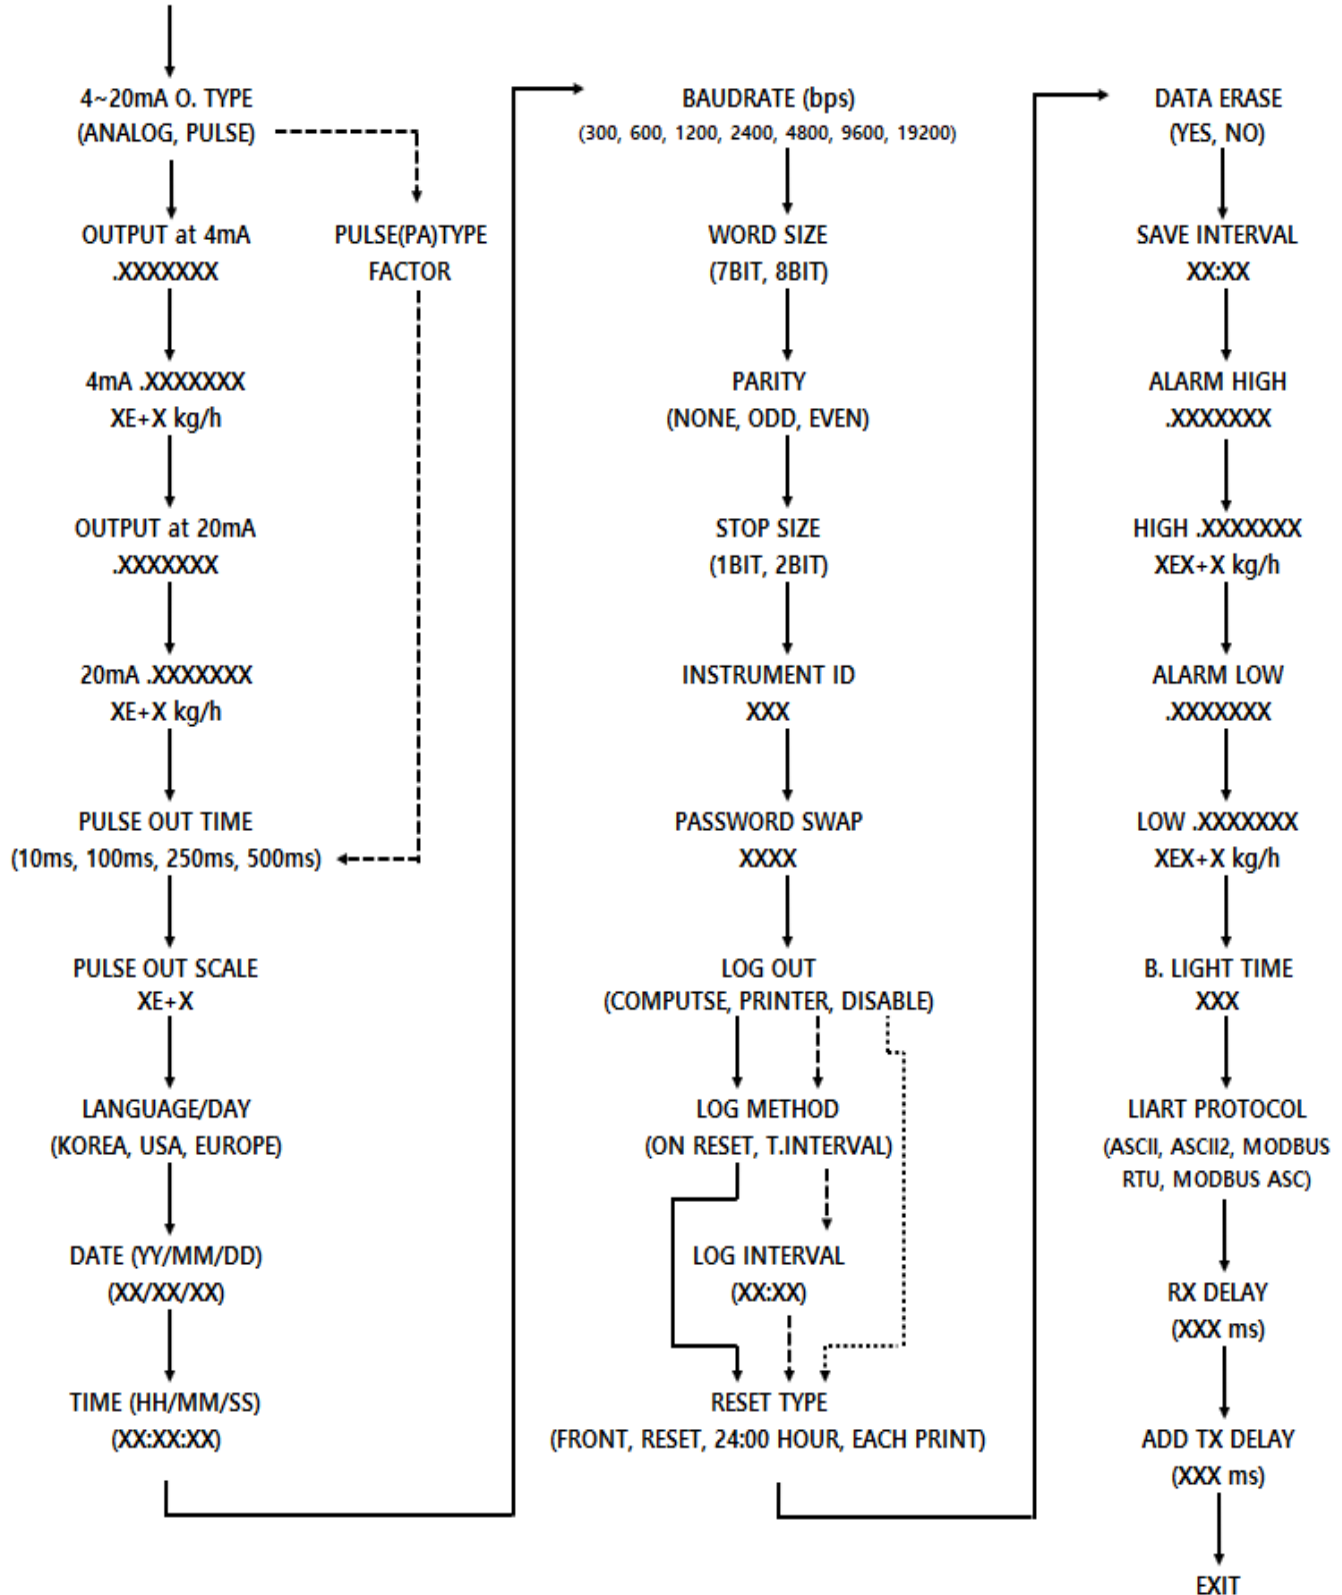 4~20mA O. TYPE
(ANALOG, PULSE)
OUTPUT at 4mA
.XXXXXXX
PULSE(PA)TYPE
FACTOR
4mA .XXXXXXX
XE+X kg/h
OUTPUT at 20mA
.XXXXXXX
20mA .XXXXXXX
XE+X kg/h
PULSE OUT TIME
(10ms, 100ms, 250ms, 500ms)
PULSE OUT SCALE
XE+X
LANGUAGE/DAY
(KOREA, USA, EUROPE)
DATE (YY/MM/DD)
(XX/XX/XX)
TIME (HH/MM/SS)
(XX:XX:XX)
BAUDRATE (bps)
(300, 600, 1200, 2400, 4800, 9600, 19200)
WORD SIZE
(7BIT, 8BIT)
PARITY
(NONE, ODD, EVEN)
STOP SIZE
(1BIT, 2BIT)
INSTRUMENT ID
XXX
PASSWORD SWAP
XXXX
LOG OUT
(COMPUTSE, PRINTER, DISABLE)
LOG METHOD
(ON RESET, T.INTERVAL)
LOG INTERVAL
(XX:XX)
RESET TYPE
(FRONT, RESET, 24:00 HOUR, EACH PRINT)
DATA ERASE
(YES, NO)
SAVE INTERVAL
XX:XX
ALARM HIGH
.XXXXXXX
HIGH .XXXXXXX
XEX+X kg/h
ALARM LOW
.XXXXXXX
LOW .XXXXXXX
XEX+X kg/h
B. LIGHT TIME
XXX
LIART PROTOCOL
(ASCII, ASCII2, MODBUS
RTU, MODBUS ASC)
RX DELAY
(XXX ms)
ADD TX DELAY
(XXX ms)
EXIT